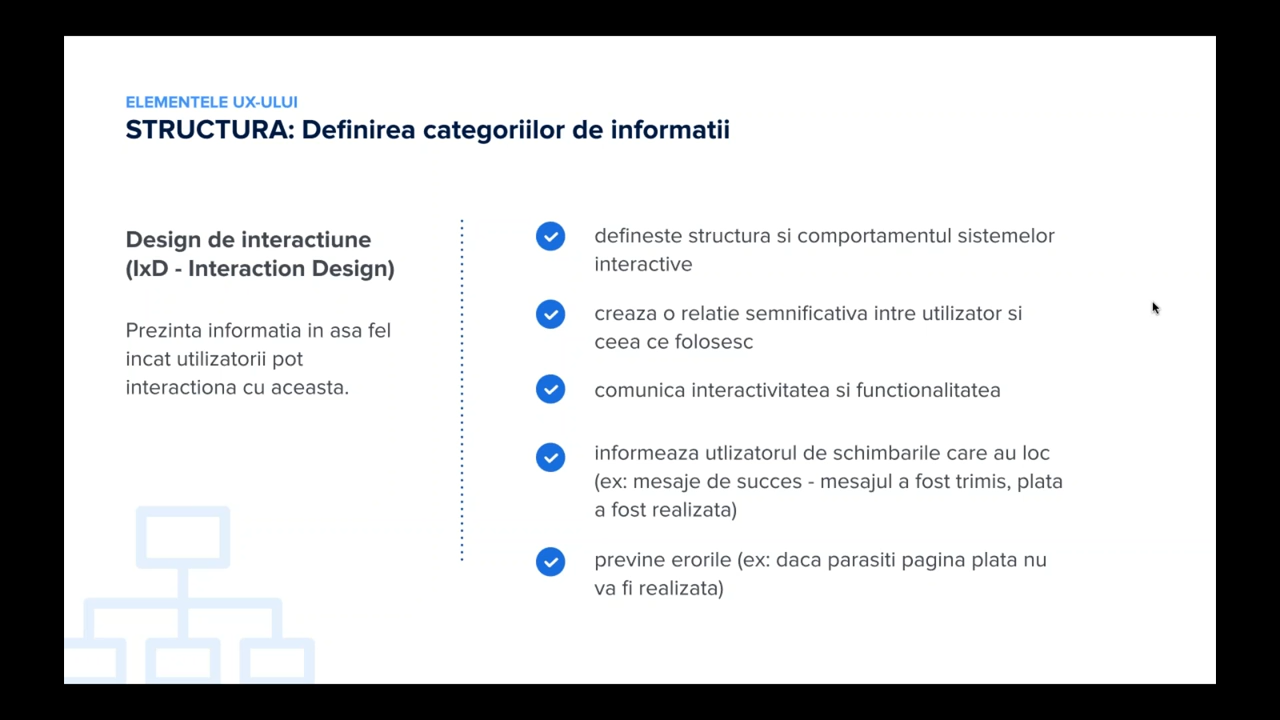 ELEMENTELE UX-ULUI
STRUCTURA: Definirea categoriilor de informatii
Design de interactiune
(IxD - Interaction Design)
Prezinta informatia in asa fel
incat utilizatorii pot
interactiona cu aceasta.
defineste structura si comportamentul sistemelor
interactive
creaza o relatie semnificativa intre utilizator si
ceea ce folosesc
comunica interactivitatea si functionalitatea
informeaza utlizatorul de schimbarile care au loc
(ex: mesaje de succes - mesajul a fost trimis, plata
a fost realizata)
previne erorile (ex: daca parasiti pagina plata nu
va fi realizata)